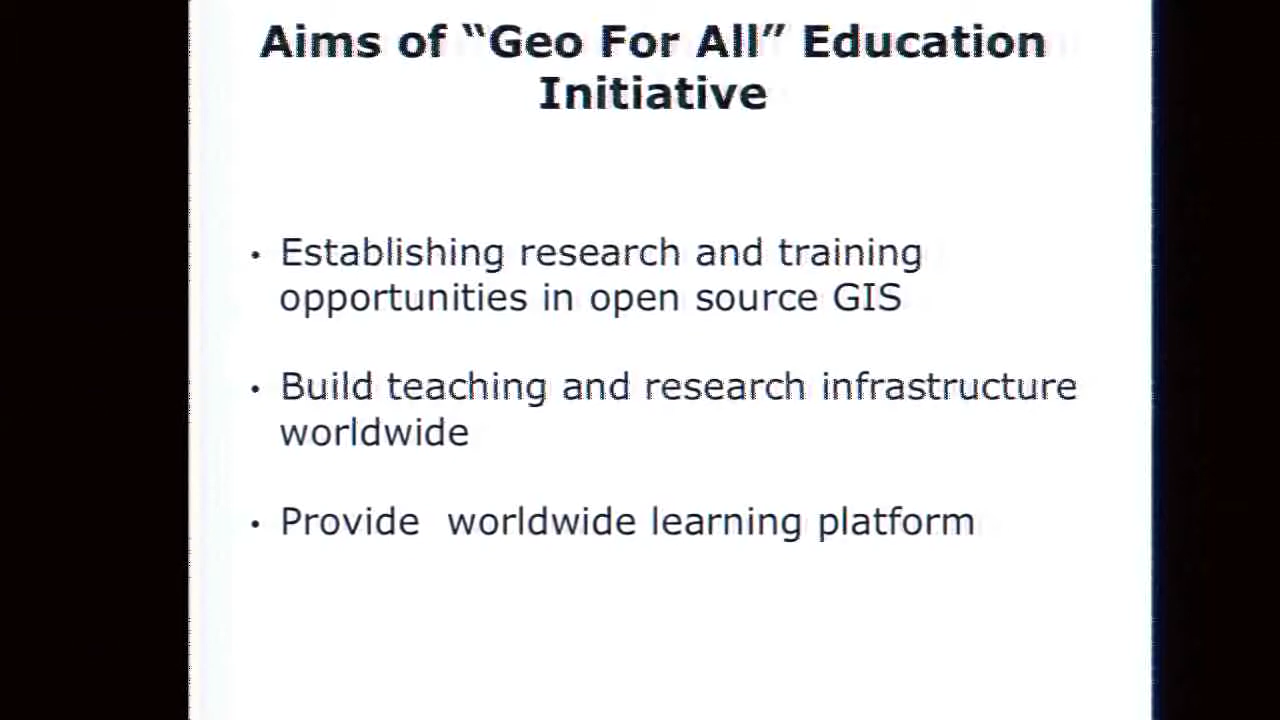 Aims of “Geo For All” Education
Initiative
• Establishing research and training
opportunities in open source GIS
• Build teaching and research infrastructure
worldwide
• Provide  worldwide learning platform